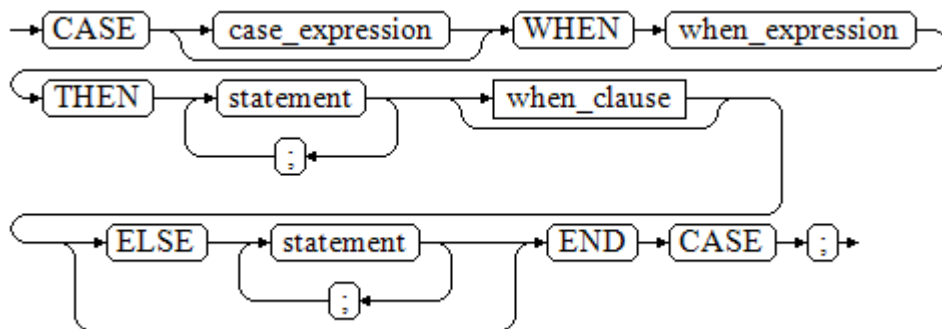 CASE case_expression WHEN when_expression
THEN statement when_clause
;
ELSE statement END CASE ;
;